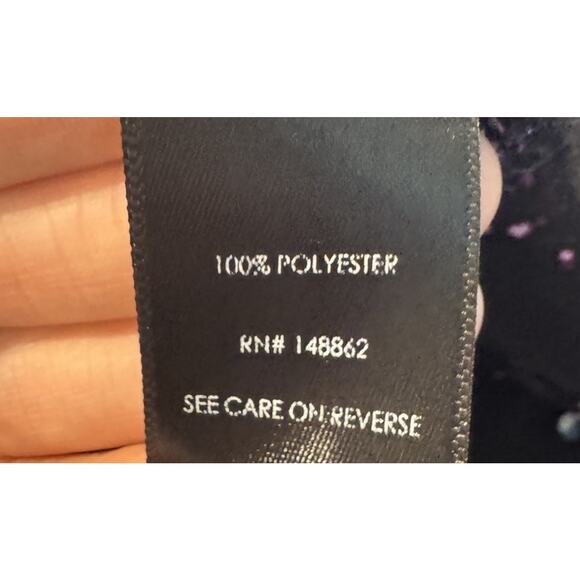 100% POLYESTER
RN# 148862
SEE CARE ON REVERSE